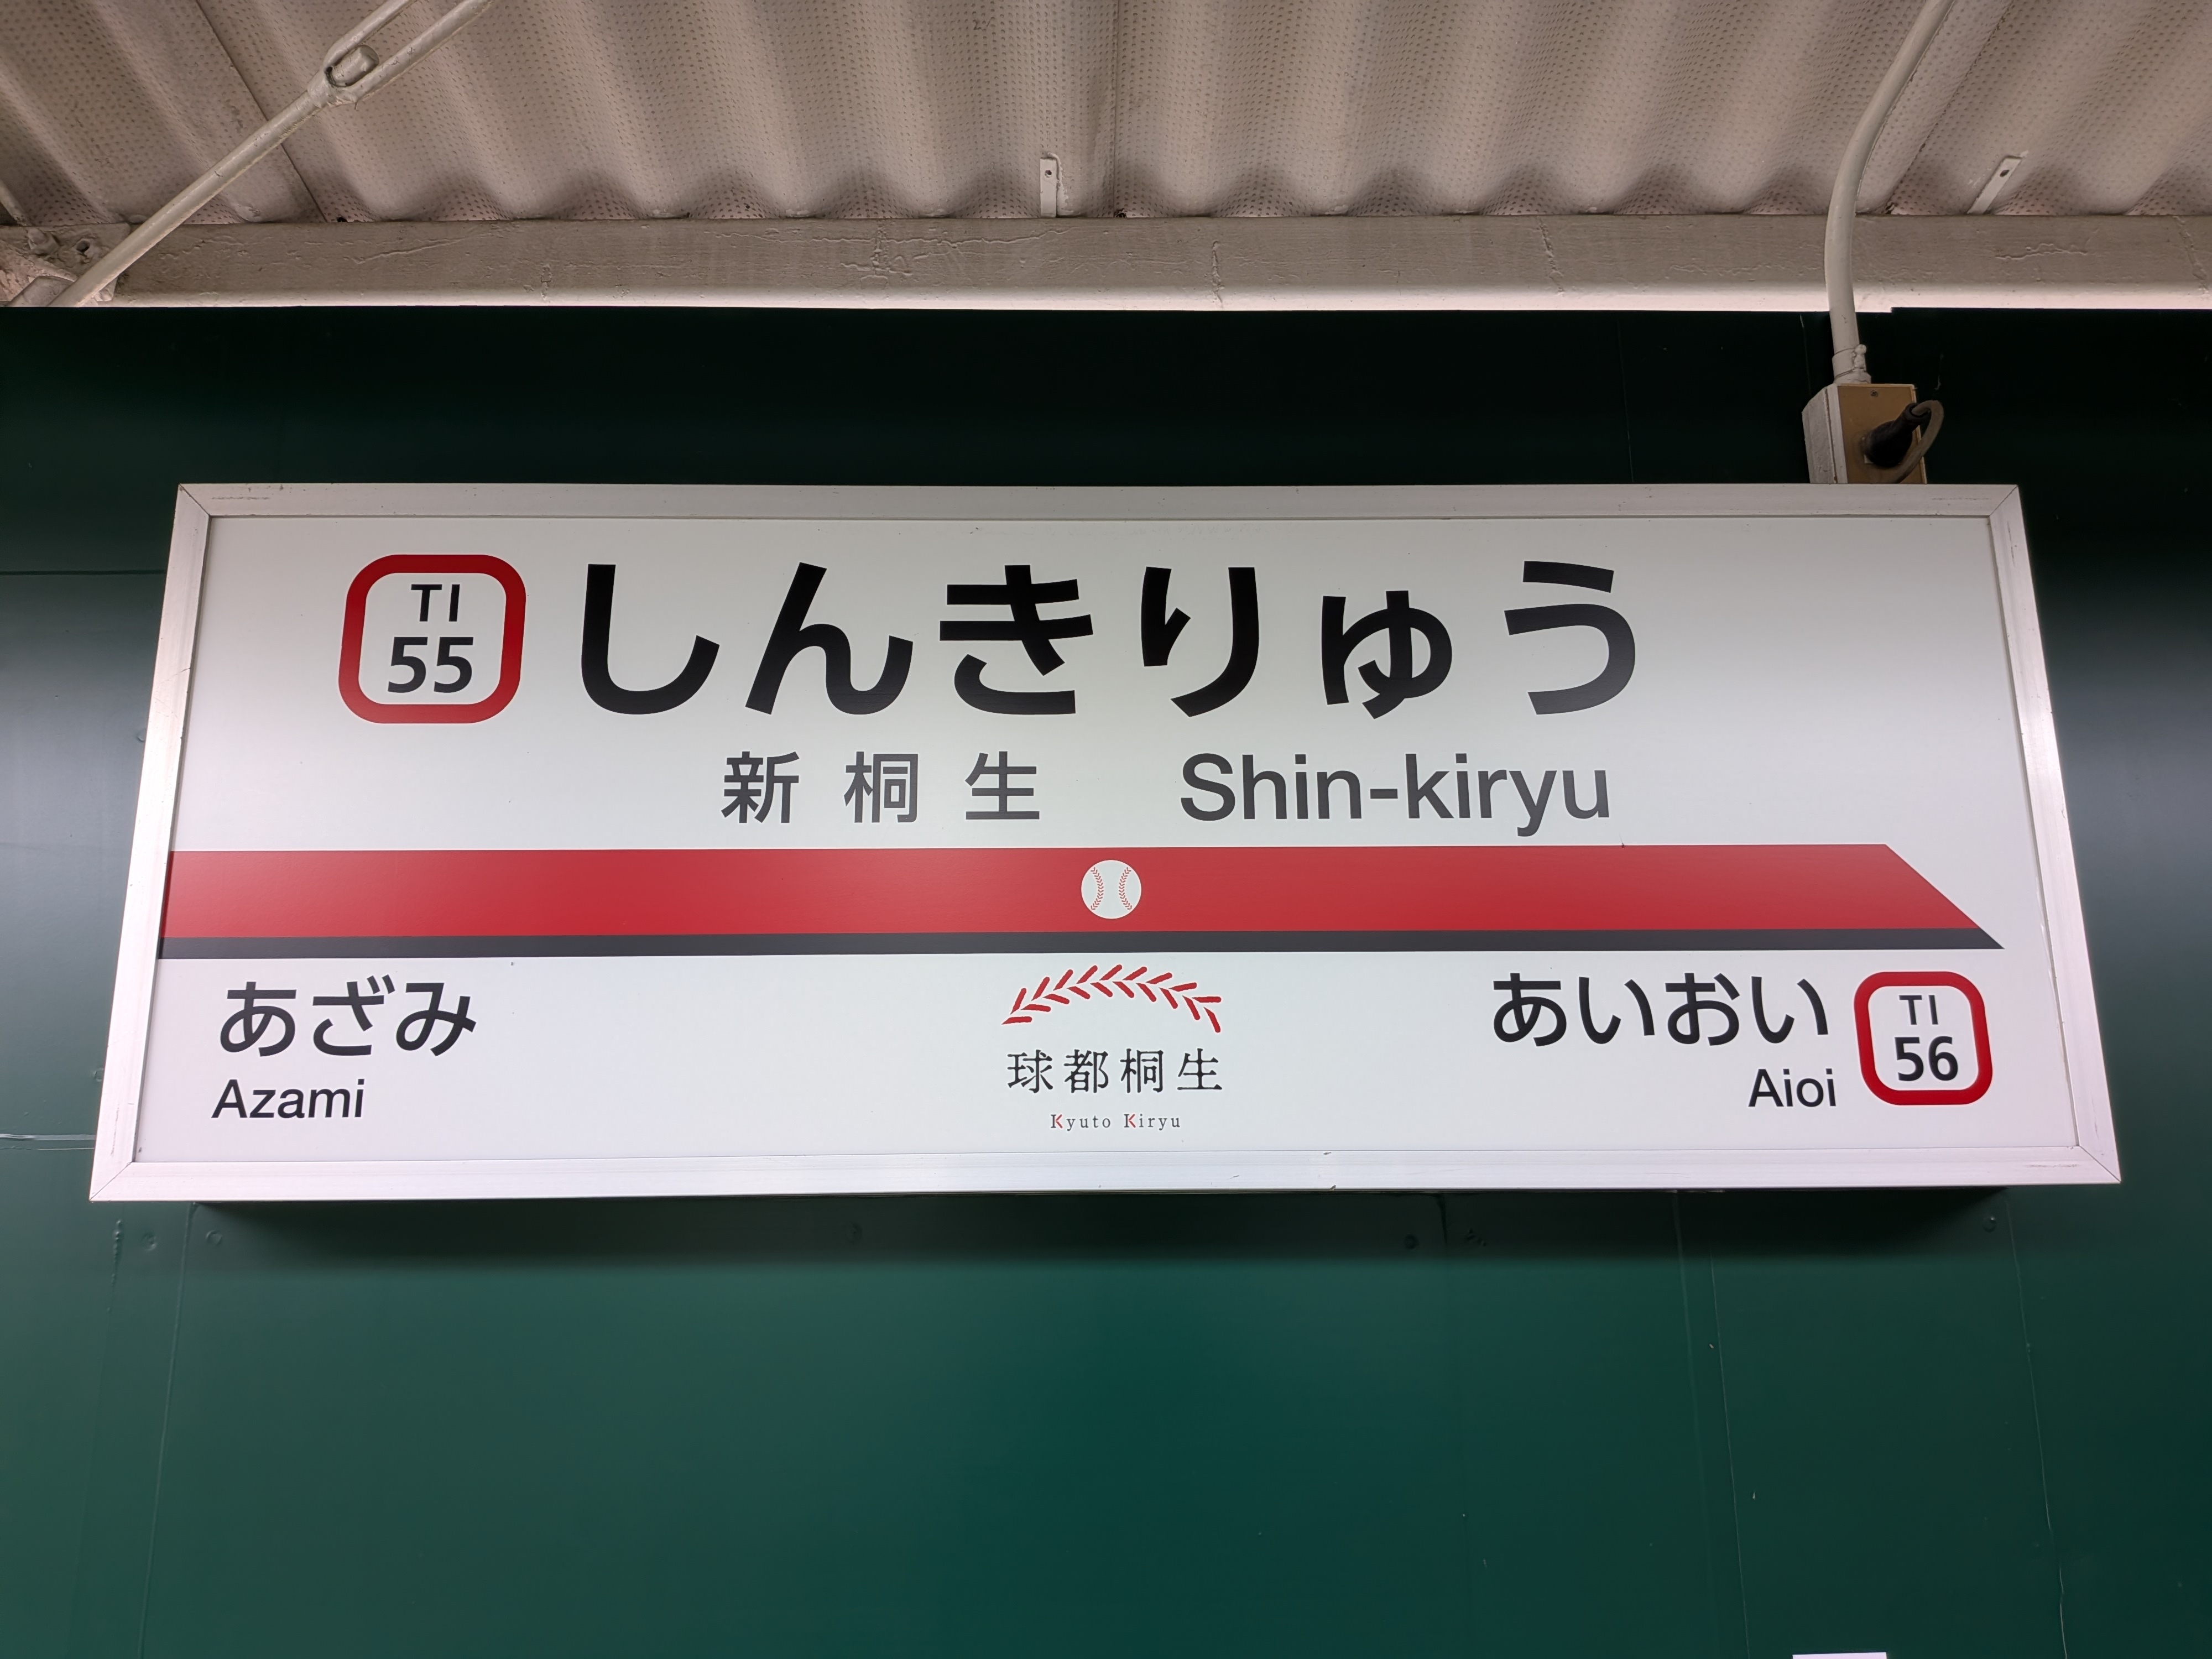 TI
55
しんきりゅう
新桐生 Shin-kiryu
あざみ
Azami
球都桐生
Kyuto Kiryu
あいおい
Aioi
TI
56